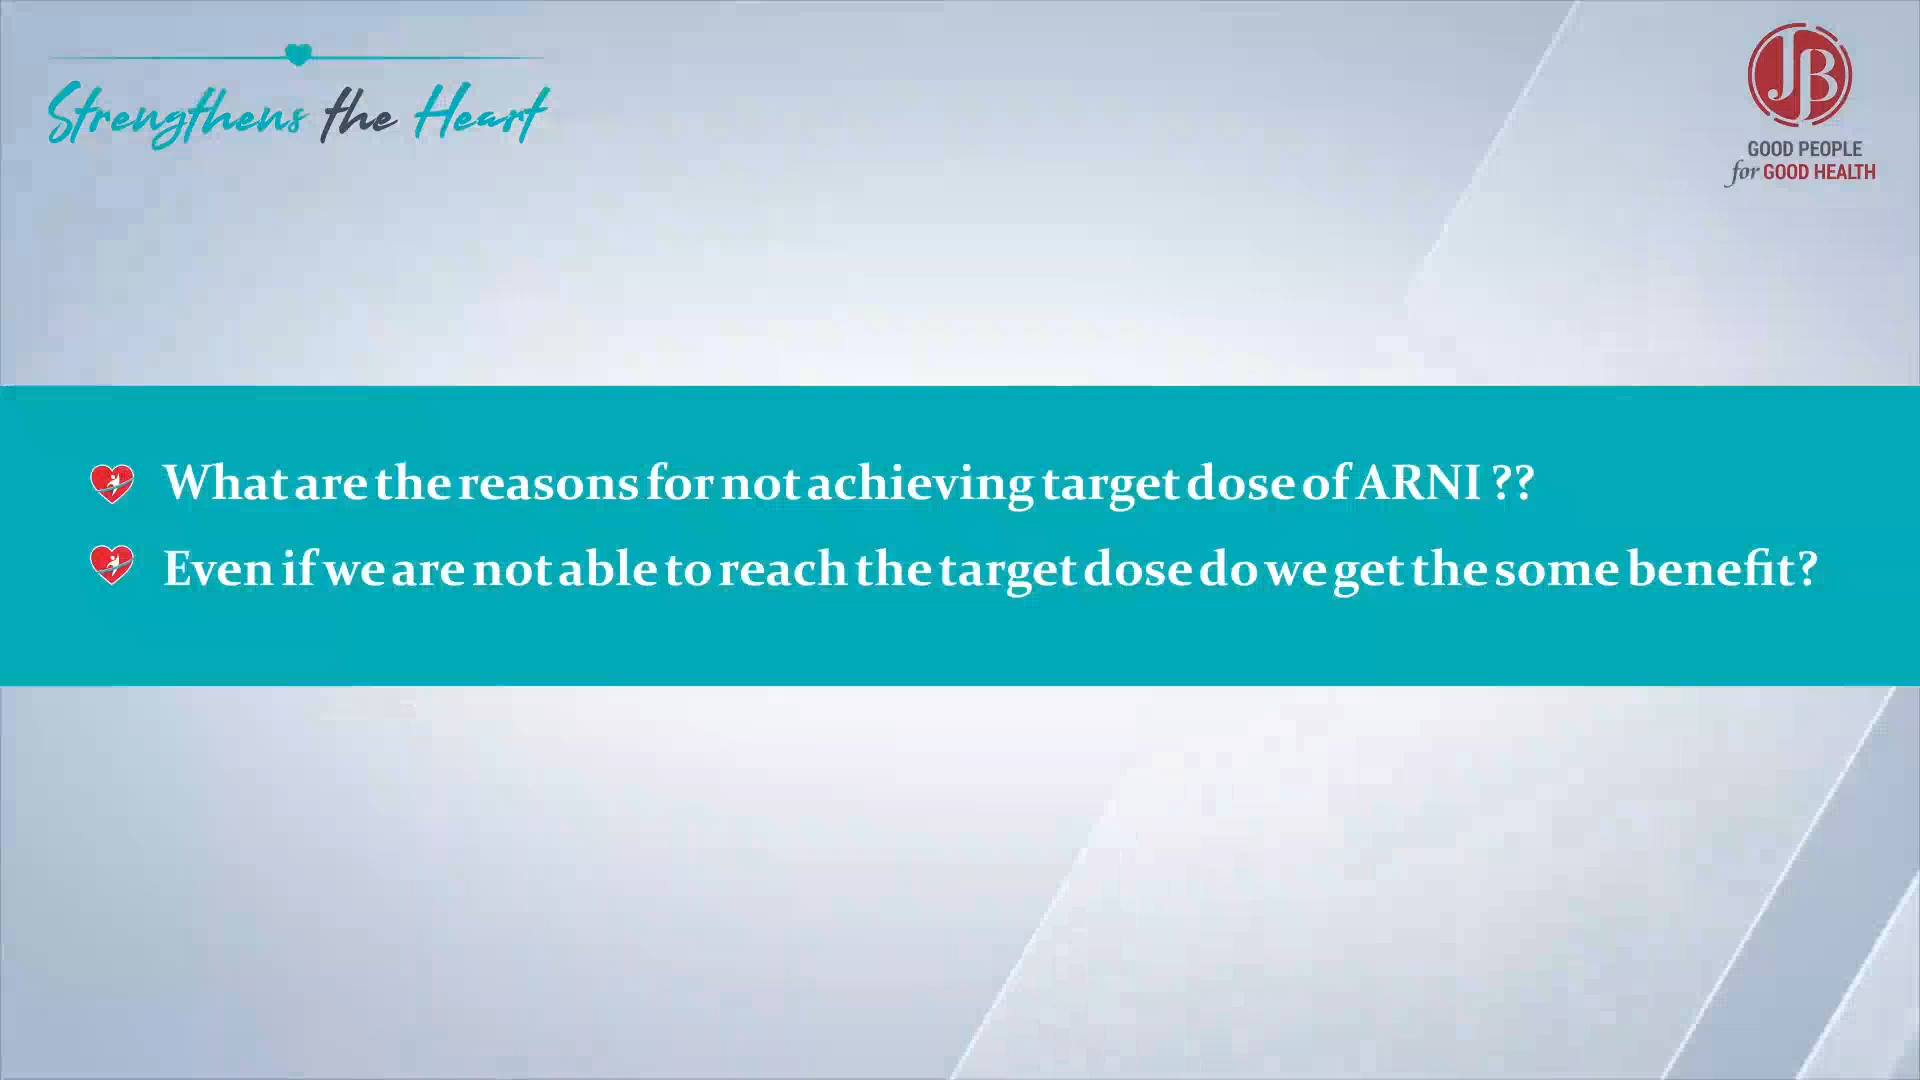 Strengthens the Heart
JB
GOOD PEOPLE
for GOOD HEALTH
What are the reasons for not achieving target dose of ARNI ??
Even if we are not able to reach the target dose do we get the some benefit?